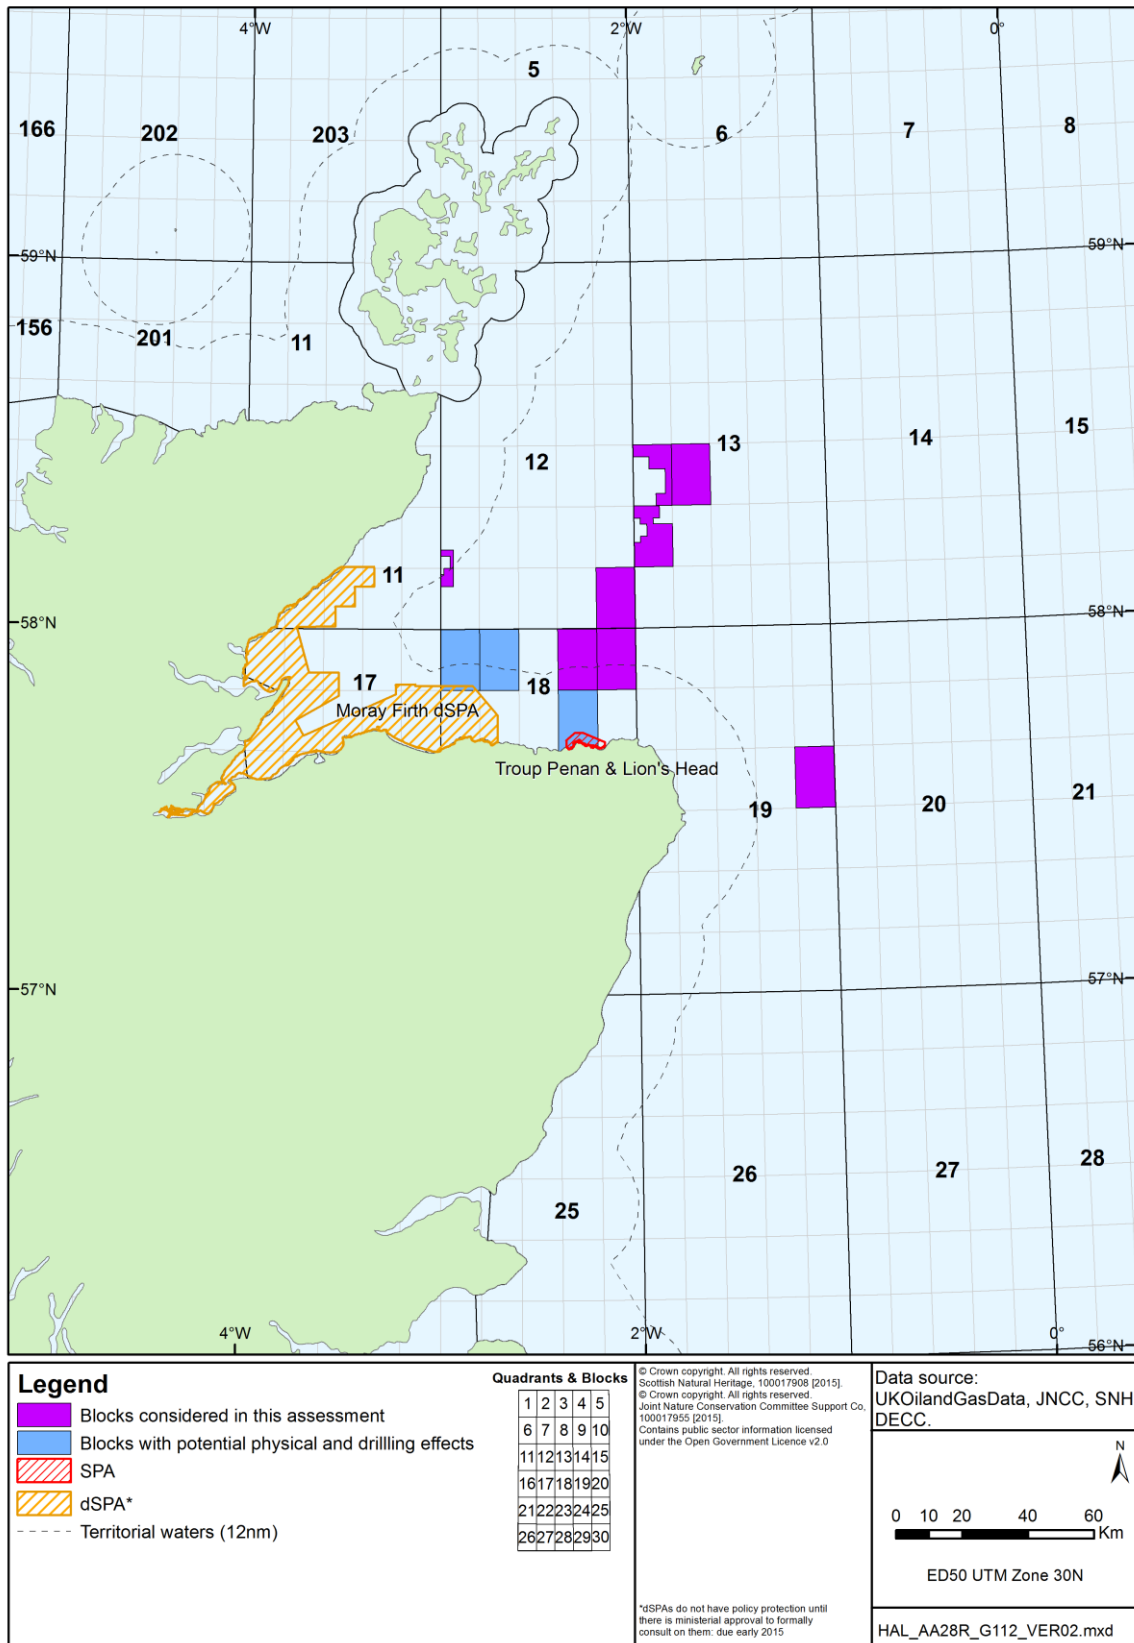 4°W
2°W
0°
5
166
202
203
6
7
8
59°N
59°N
156
201
11
12
13
14
15
11
58°N
58°N
17
18
Moray Firth dSPA
Troup Penan & Lion's Head
19
20
21
57°N
57°N
26
27
28
25
4°W
2°W
0°
56°N
Legend
Blocks considered in this assessment
Blocks with potential physical and drillling effects
SPA
dSPA*
Territorial waters (12nm)
Quadrants & Blocks
1 2 3 4 5
6 7 8 9 10
11 12 13 14 15
16 17 18 19 20
21 22 23 24 25
26 27 28 29 30
© Crown copyright. All rights reserved.
Scottish Natural Heritage, 100017908 [2015].
© Crown copyright. All rights reserved.
Joint Nature Conservation Committee Support Co,
100017955 [2015].
Contains public sector information licensed
under the Open Government Licence v2.0
*dSPAs do not have policy protection until
there is ministerial approval to formally
consult on them: due early 2015
Data source:
UKOilandGasData, JNCC, SNH
DECC.
N
0 10 20 40 60
Km
ED50 UTM Zone 30N
HAL_AA28R_G112_VER02.mxd